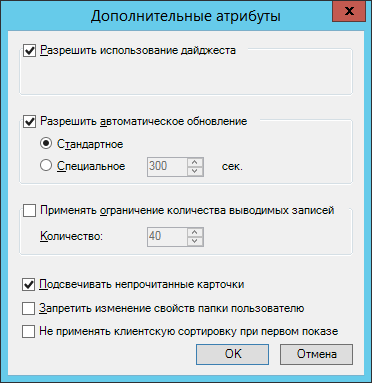 Дополнительные атрибуты
Разрешить использование дайджеста
Разрешить автоматическое обновление
Стандартное
Специальное 300 сек.
Применять ограничение количества выводимых записей
Количество: 40
Подсвечивать непрочитанные карточки
Запретить изменение свойств папки пользователю
Не применять клиентскую сортировку при первом показе
OK Отмена